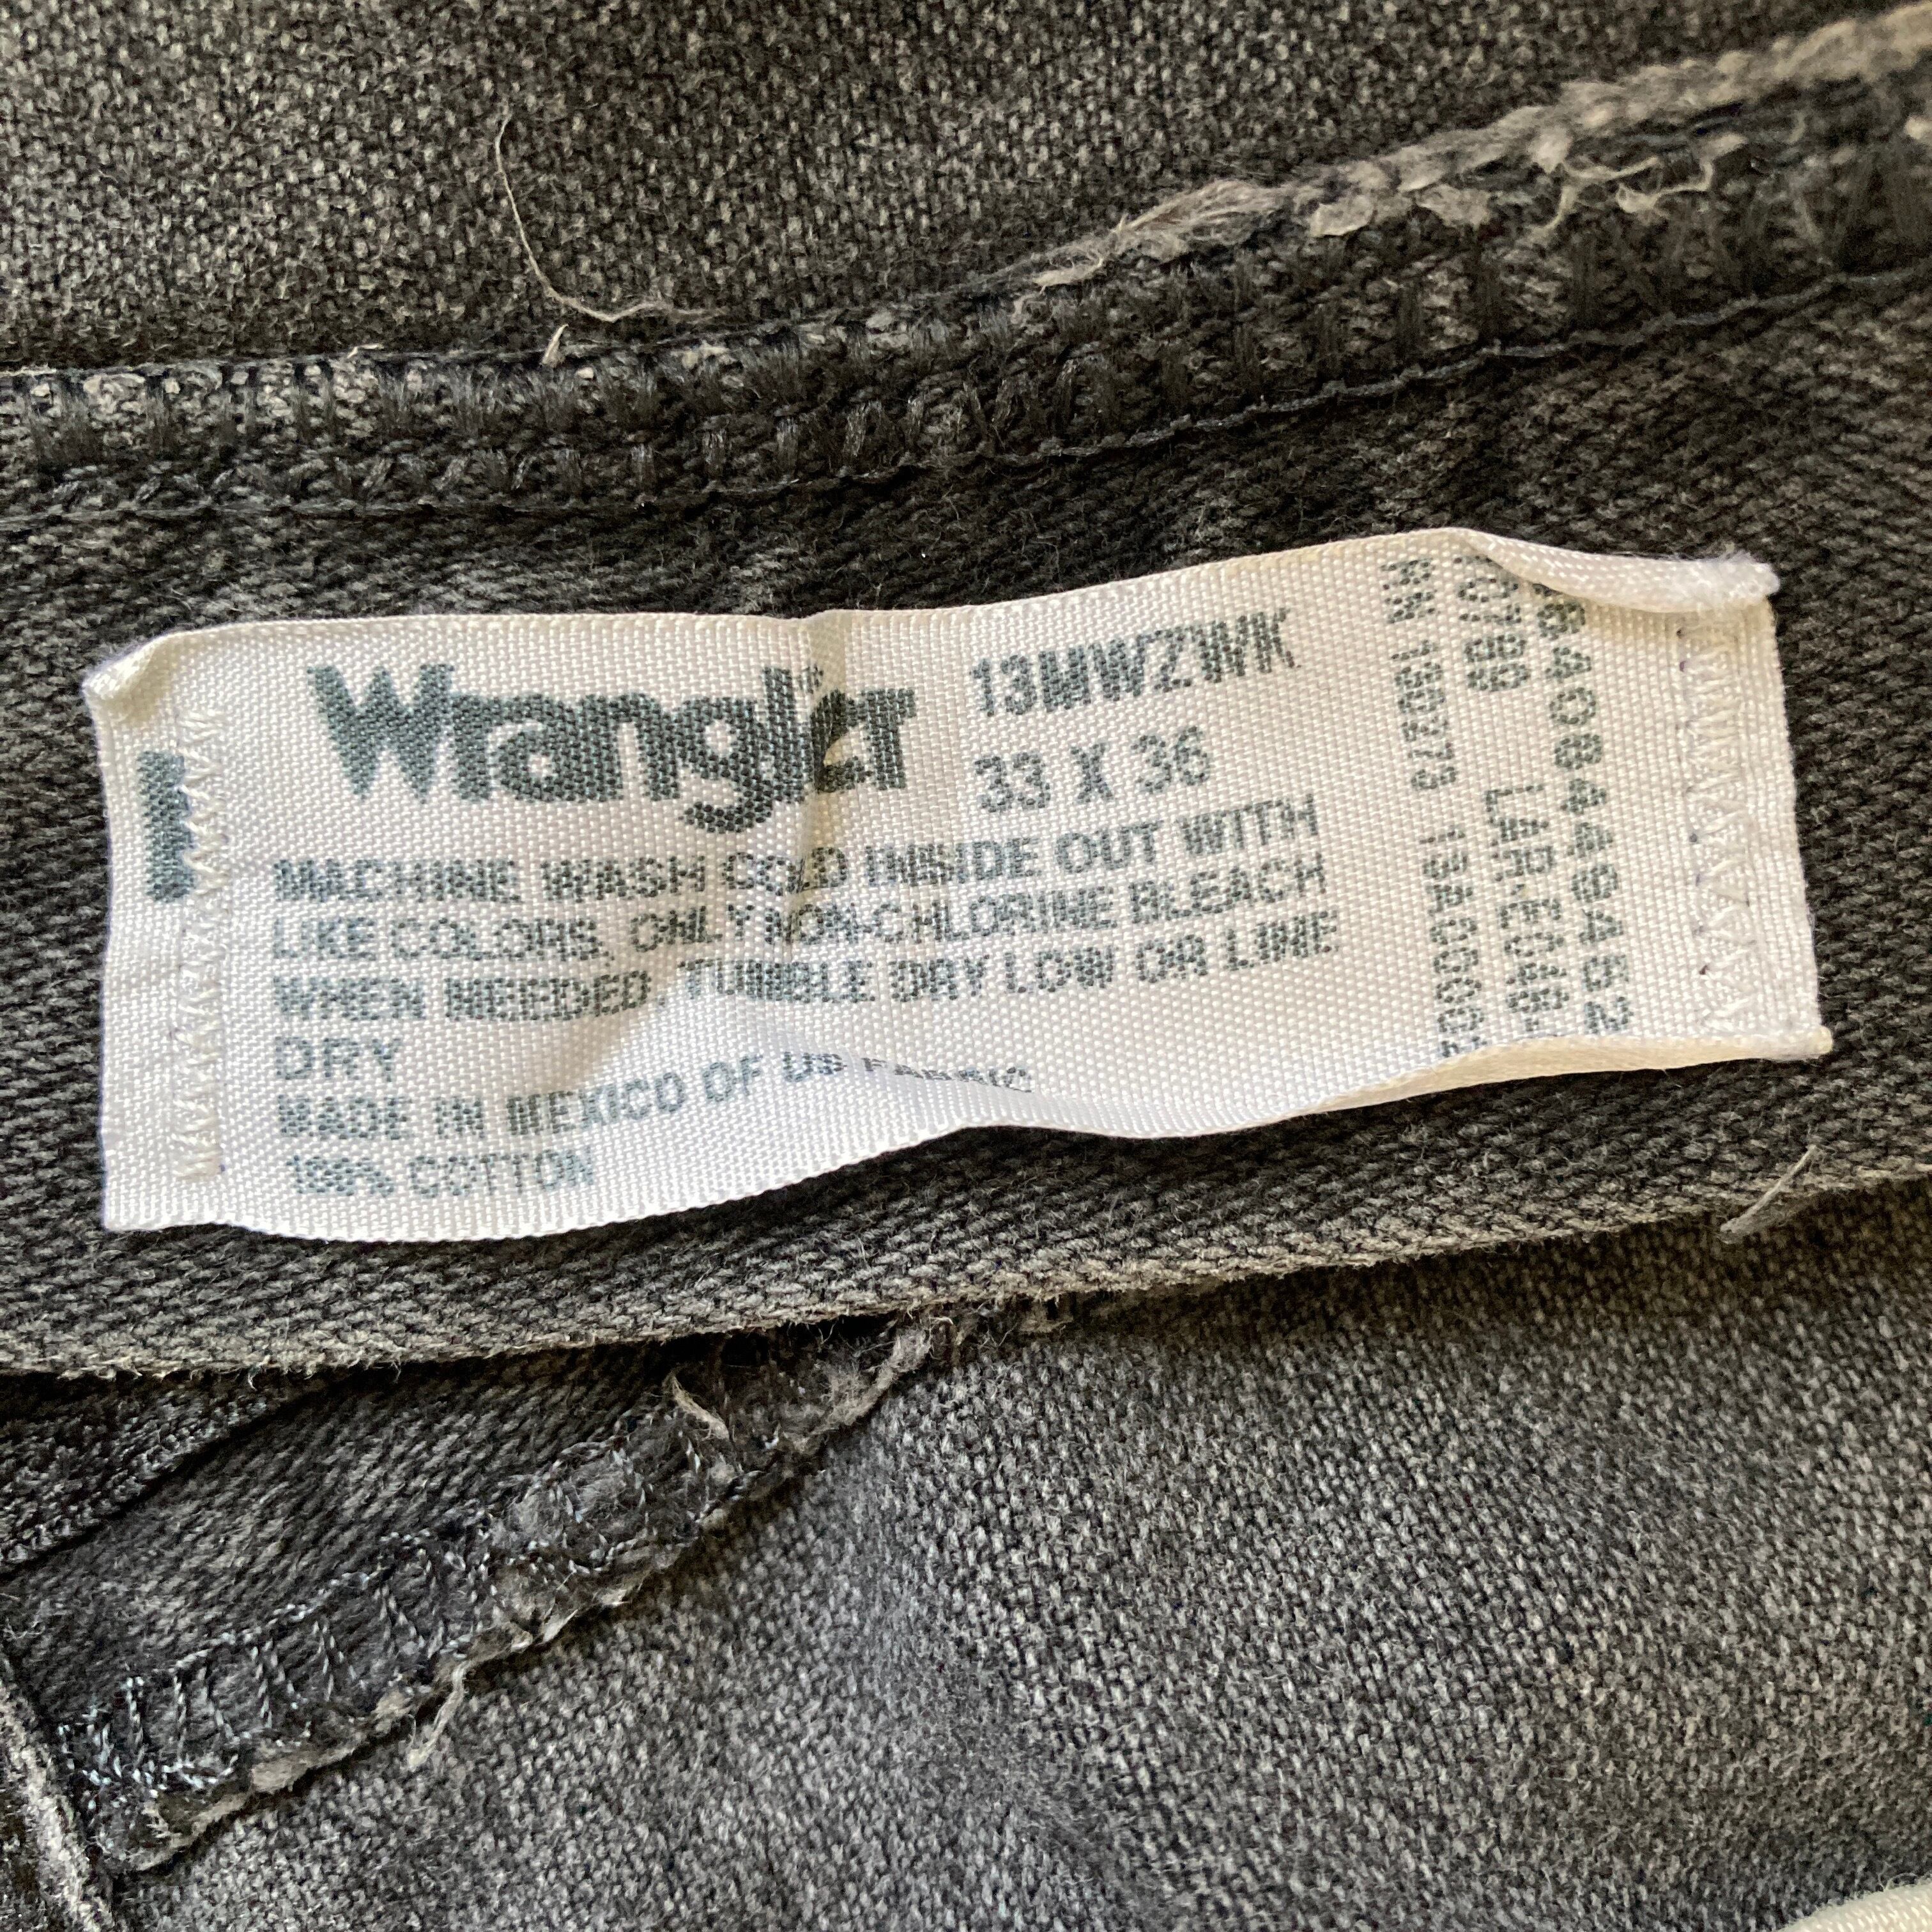 Wrangler® 13MWZWK
33 X 36
MACHINE WASH COLD INSIDE OUT WITH
LIKE COLORS, ONLY NON-CHLORINE BLEACH
WHEN NEEDED, TUMBLE DRY LOW OR LINE
DRY
MADE IN MEXICO OF US FABRIC
100% COTTON
LAR,